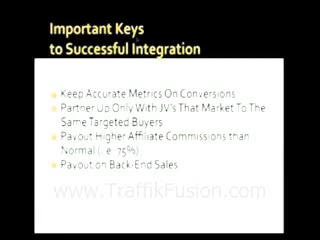 Important Keys
to Successful Integration
Keep Accurate Metrics On Conversions
Partner Up Only With JV's That Market To The
Same Targeted Buyers
Payout Higher Affiliate Commissions than
Normal (i.e. 75%)
Payout on Back-End Sales
www.TraffikFusion.com